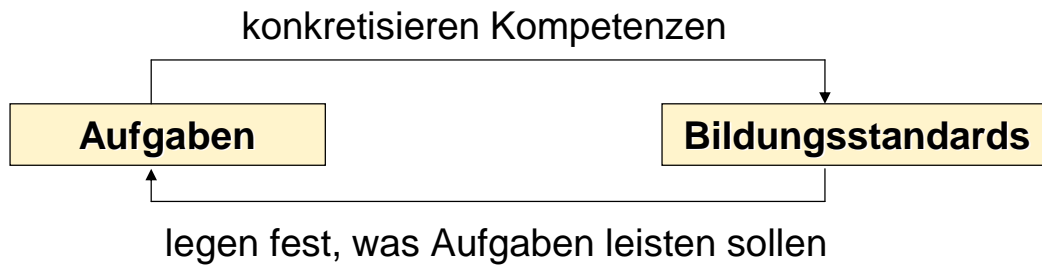 konkretisieren Kompetenzen
Aufgaben
Bildungsstandards
legen fest, was Aufgaben leisten sollen